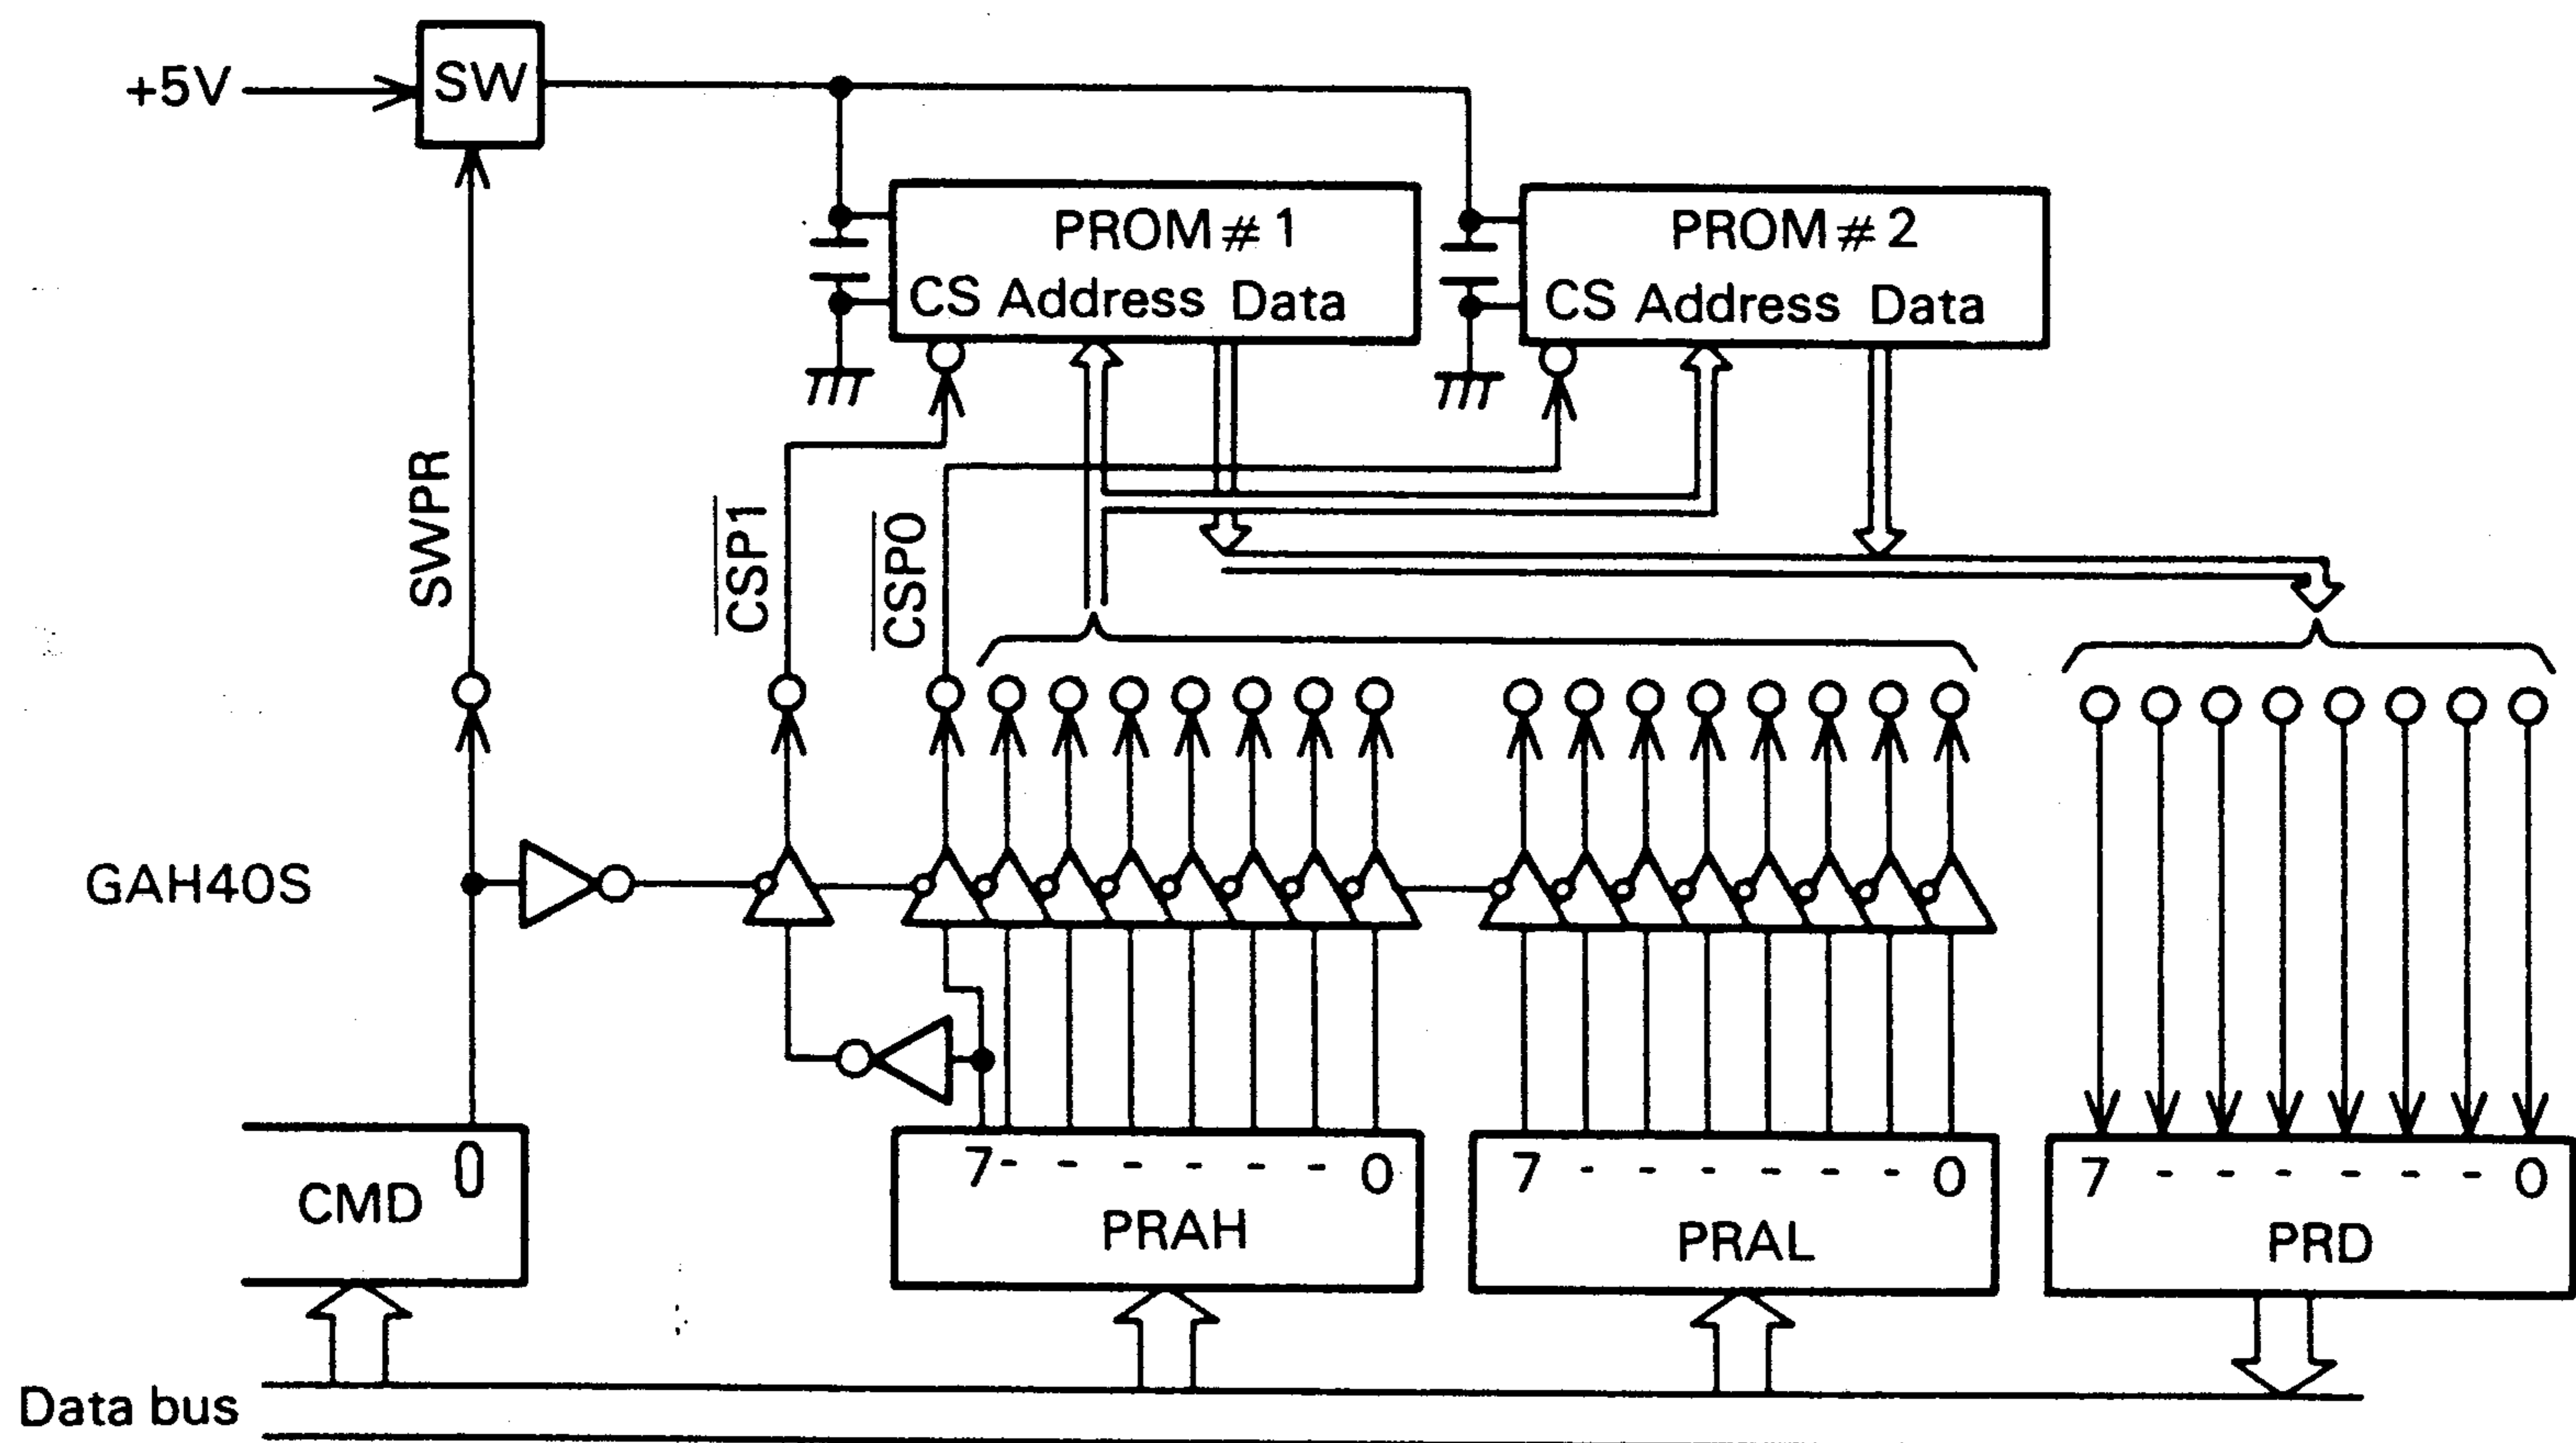 +5V
SW
PROM # 1
CS Address Data
PROM # 2
CS Address Data
SWPR
CSP1
CSP0
GAH40S
CMD
0
7 - - - - - - 0
PRAH
7 - - - - - - 0
PRAL
7 - - - - - - 0
PRD
Data bus